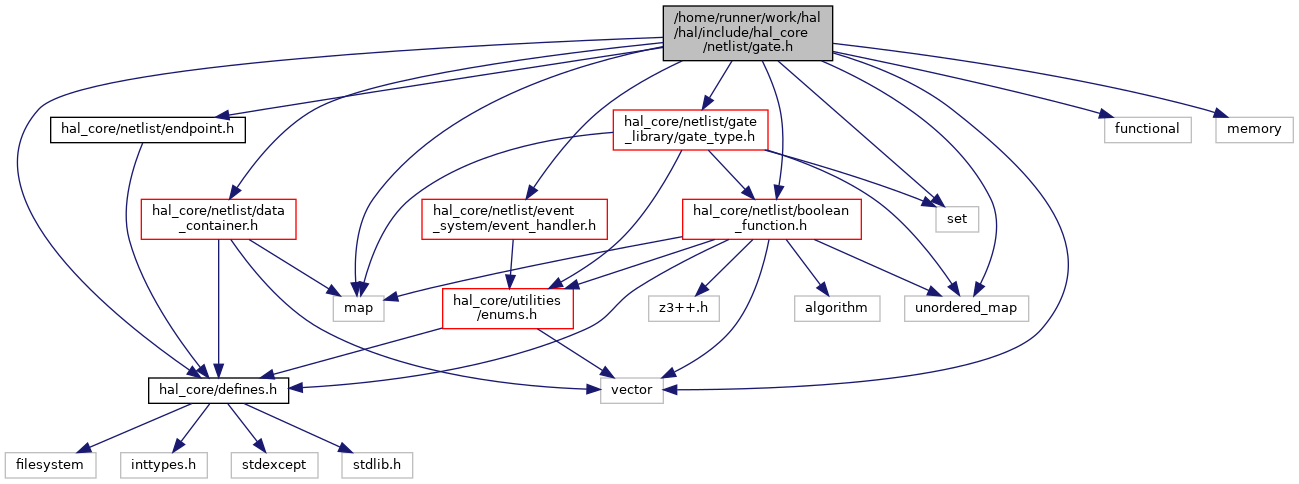 /home/runner/work/hal
/hal/include/hal_core
/netlist/gate.h
hal_core/netlist/endpoint.h
hal_core/netlist/gate
_library/gate_type.h
functional
memory
hal_core/netlist/data
_container.h
hal_core/netlist/event
_system/event_handler.h
hal_core/netlist/boolean
_function.h
set
map
hal_core/utilities
/enums.h
z3++.h
algorithm
unordered_map
hal_core/defines.h
vector
filesystem
inttypes.h
stdexcept
stdlib.h